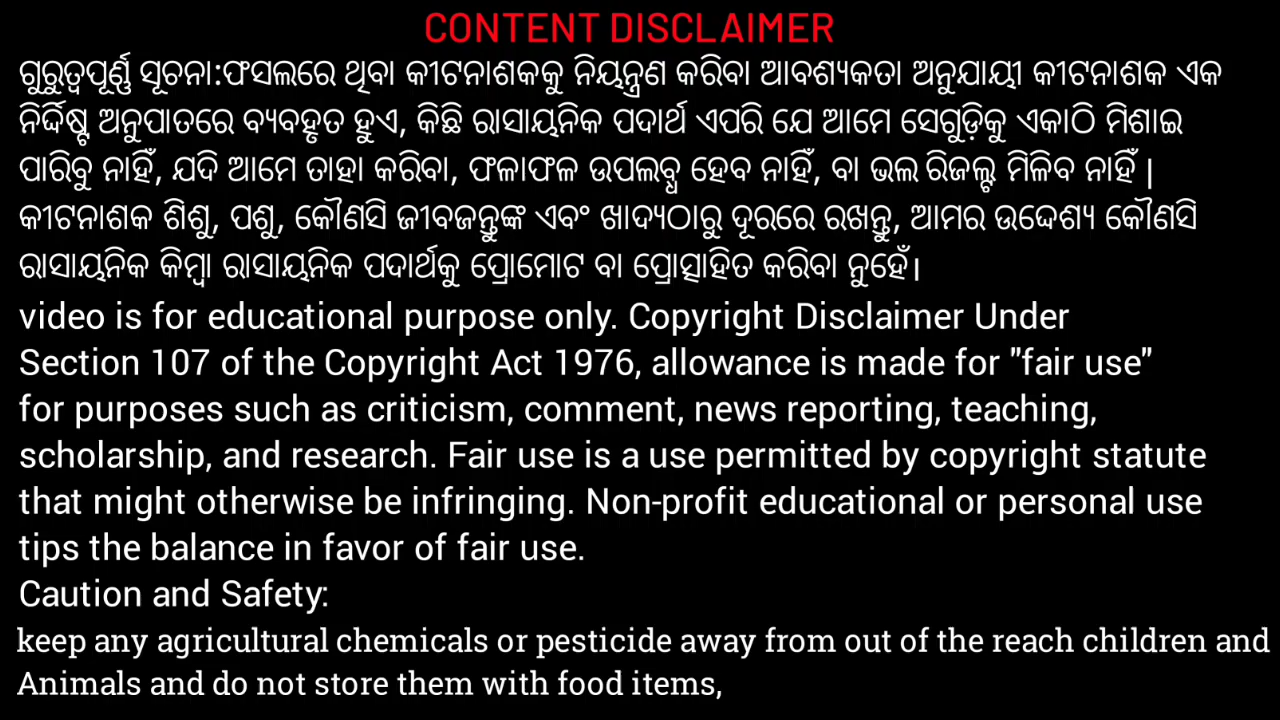 CONTENT DISCLAIMER
ଗୁରୁତ୍ୱପୂର୍ଣ୍ଣ ସୂଚନା:ଫସଲରେ ଥିବା କୀଟନାଶକକୁ ନିୟନ୍ତ୍ରଣ କରିବା ଆବଶ୍ୟକତା ଅନୁଯାୟୀ କୀଟନାଶକ ଏକ
ନିର୍ଦ୍ଦିଷ୍ଟ ଅନୁପାତରେ ବ୍ୟବହୃତ ହୁଏ, କିଛି ରାସାୟନିକ ପଦାର୍ଥ ଏପରି ଯେ ଆମେ ସେଗୁଡ଼ିକୁ ଏକାଠି ମିଶାଇ
ପାରିବୁ ନାହିଁ, ଯଦି ଆମେ ତାହା କରିବା, ଫଳାଫଳ ଉପଲବ୍ଧ ହେବ ନାହିଁ, ବା ଭଲ ରିଜଲ୍ଟ ମିଳିବ ନାହିଁ |
କୀଟନାଶକ ଶିଶୁ, ପଶୁ, କୌଣସି ଜୀବଜନ୍ତୁଙ୍କ ଏବଂ ଖାଦ୍ୟଠାରୁ ଦୂରରେ ରଖନ୍ତୁ, ଆମର ଉଦ୍ଦେଶ୍ୟ କୌଣସି
ରାସାୟନିକ କିମ୍ବା ରାସାୟନିକ ପଦାର୍ଥକୁ ପ୍ରୋମୋଟ ବା ପ୍ରୋତ୍ସାହିତ କରିବା ନୁହେଁ।
video is for educational purpose only. Copyright Disclaimer Under
Section 107 of the Copyright Act 1976, allowance is made for "fair use"
for purposes such as criticism, comment, news reporting, teaching,
scholarship, and research. Fair use is a use permitted by copyright statute
that might otherwise be infringing. Non-profit educational or personal use
tips the balance in favor of fair use.
Caution and Safety:
keep any agricultural chemicals or pesticide away from out of the reach children and
Animals and do not store them with food items,